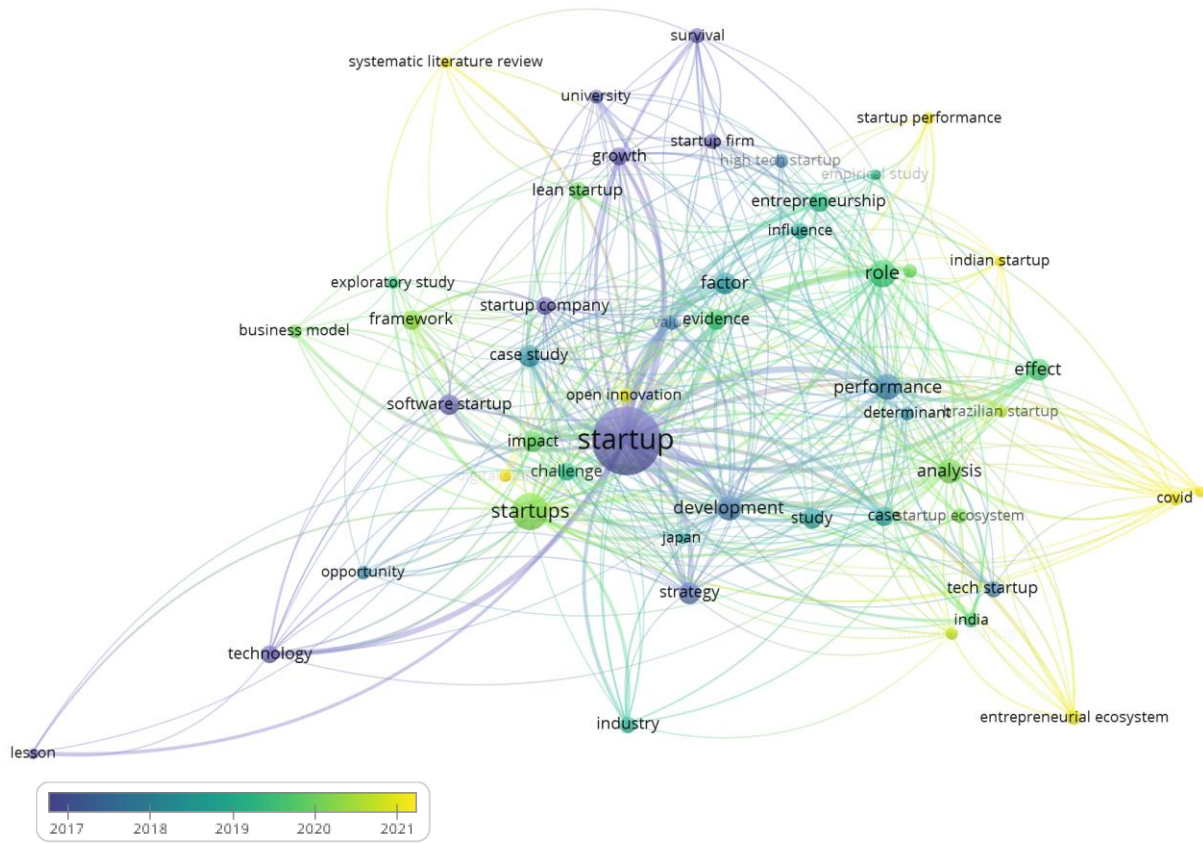 survival
systematic literature review
university
startup performance
startup firm
growth
high tech startup
empirical study
lean startup
entrepreneurship
influence
indian startup
role
exploratory study
factor
startup company
framework
evidence
business model
case study
effect
performance
open innovation
software startup
determinant
brazilian startup
startup
impact
challenge
analysis
covid
startups
development
study
case
startup ecosystem
japan
opportunity
strategy
tech startup
india
technology
entrepreneurial ecosystem
industry
lesson
2017 2018 2019 2020 2021